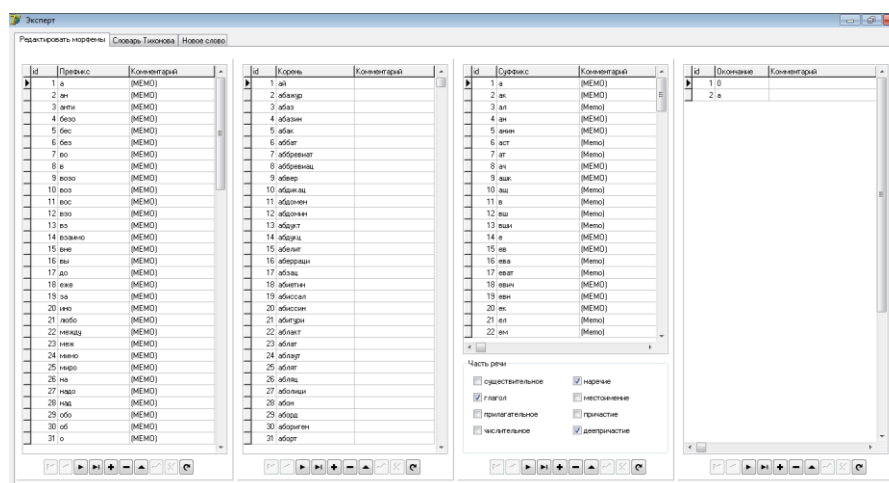 Эксперт
Редактировать морфемы Словарь Тихонова Новое слово
id Префикс Комментарий
1 а (MEMO)
2 ан (MEMO)
3 анти (MEMO)
4 безо (MEMO)
5 бес (MEMO)
6 без (MEMO)
7 во (MEMO)
8 в (MEMO)
9 возо (MEMO)
10 воз (MEMO)
11 вос (MEMO)
12 взо (MEMO)
13 вз (MEMO)
14 взаимо (MEMO)
15 вне (MEMO)
16 вы (MEMO)
17 до (MEMO)
18 еже (MEMO)
19 за (MEMO)
20 ино (MEMO)
21 любо (MEMO)
22 между (MEMO)
23 меж (MEMO)
24 мимо (MEMO)
25 миро (MEMO)
26 на (MEMO)
27 надо (MEMO)
28 над (MEMO)
29 обо (MEMO)
30 об (MEMO)
31 о (MEMO)
id Корень Комментарий
1 ай
2 абажур
3 абаз
4 абазин
5 абак
6 аббат
7 аббревиат
8 аббревиац
9 авер
10 абдикац
11 абдомен
12 абдомин
13 абдукт
14 абдукц
15 абелит
16 аберраци
17 абзац
18 абиетин
19 абиссал
20 абиссин
21 абитури
22 аблакт
23 аблат
24 аблаут
25 аблят
26 абляц
27 аболици
28 абон
29 аборд
30 абориген
31 аборт
id Суффикс Комментарий
1 а (MEMO)
2 ак (MEMO)
3 ал (Memo)
4 ан (MEMO)
5 анин (MEMO)
6 аст (MEMO)
7 ат (MEMO)
8 ач (MEMO)
9 ашк (MEMO)
10 ащ (MEMO)
11 в (Memo)
12 вш (Memo)
13 вши (Memo)
14 е (Memo)
15 ев (MEMO)
16 ева (MEMO)
17 еват (MEMO)
18 евич (MEMO)
19 евн (MEMO)
20 ек (MEMO)
21 ел (Memo)
22 ем (Memo)
Часть речи
существительное наречие
глагол местоимение
прилагательное причастие
числительное деепричастие
id Окончание Комментарий
1 0
2 а